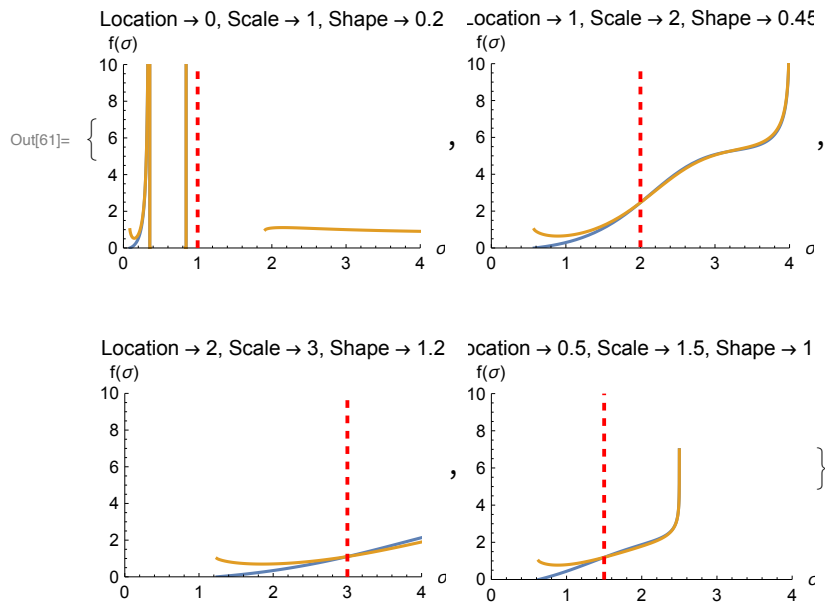 Location → 0, Scale → 1, Shape → 0.2
f(σ)
10
8
6
4
2
0
0 1 2 3 4
σ
Out[61]= {
,
Location → 1, Scale → 2, Shape → 0.45
f(σ)
10
8
6
4
2
0
0 1 2 3 4
σ
,
Location → 2, Scale → 3, Shape → 1.2
f(σ)
10
8
6
4
2
0
0 1 2 3 4
σ
,
ocation → 0.5, Scale → 1.5, Shape → 1
f(σ)
10
8
6
4
2
0
0 1 2 3 4
σ
}